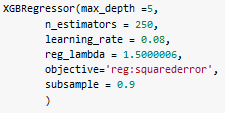 XGBRegressor(max_depth =5,
n_estimators = 250,
learning_rate = 0.08,
reg_lambda = 1.5000006,
objective='reg:squarederror',
subsample = 0.9
)